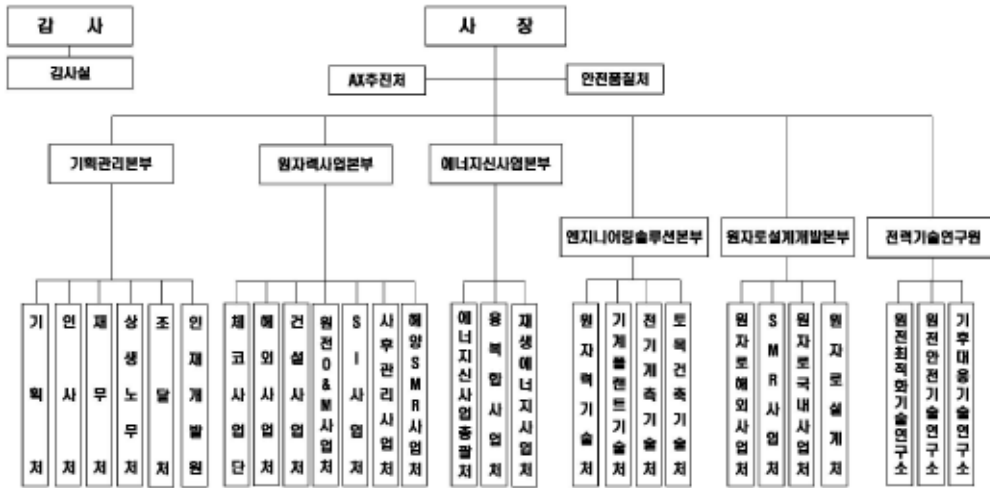 감 사
사 장
감사실
AX추진처
안전품질처
기획관리본부
원자력사업본부
에너지신사업본부
엔지니어링솔루션본부
원자로설계개발본부
전력기술연구원
기획처
인사처
재무처
상생노무처
조달처
인재개발원
체코사업단
해외사업처
건설사업처
원전O&M사업처
SI사업처
사후관리사업처
해양SMR사업처
에너지신사업총괄처
융복합사업처
재생에너지사업처
원자력기술처
기계플랜트기술처
전기계측기술처
토목건축기술처
원자로해외사업처
SMR사업처
원자로국내사업처
원자로설계처
원전최적화기술연구소
원전안전기술연구소
기후대응기술연구소